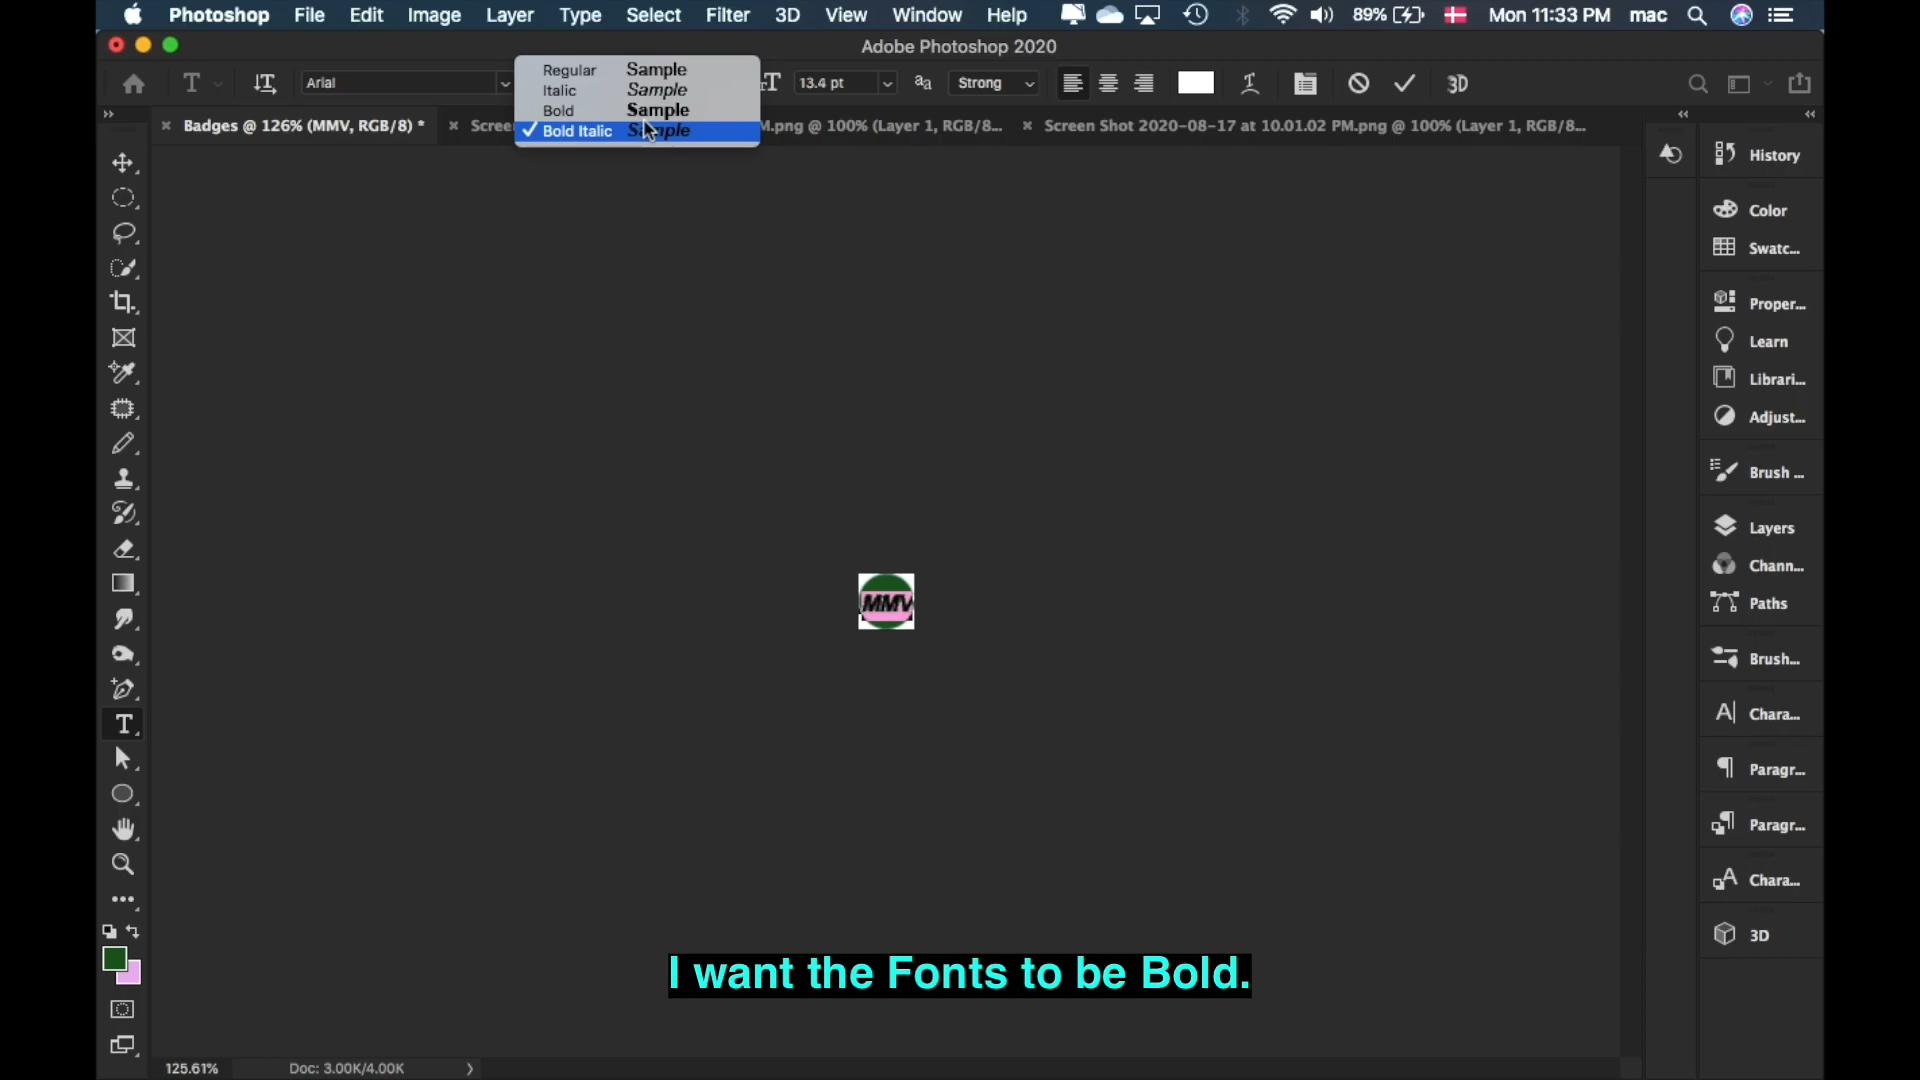 Photoshop File Edit Image Layer Type Select Filter 3D View Window Help 89% Mon 11:33 PM mac
Adobe Photoshop 2020
Arial
Regular Sample
Italic Sample
Bold Sample
Bold Italic Sample
13.4 pt
Strong
3D
Badges @ 126% (MMV, RGB/8) *
Scree
M.png @ 100% (Layer 1, RGB/8...
Screen Shot 2020-08-17 at 10.01.02 PM.png @ 100% (Layer 1, RGB/8...
History
Color
Swatc...
Proper...
Learn
Librari...
Adjust...
Brush ...
Layers
Chann...
Paths
Brush...
Chara...
Paragr...
Paragr...
Chara...
3D
MMV
I want the Fonts to be Bold.
125.61% Doc: 3.00K/4.00K